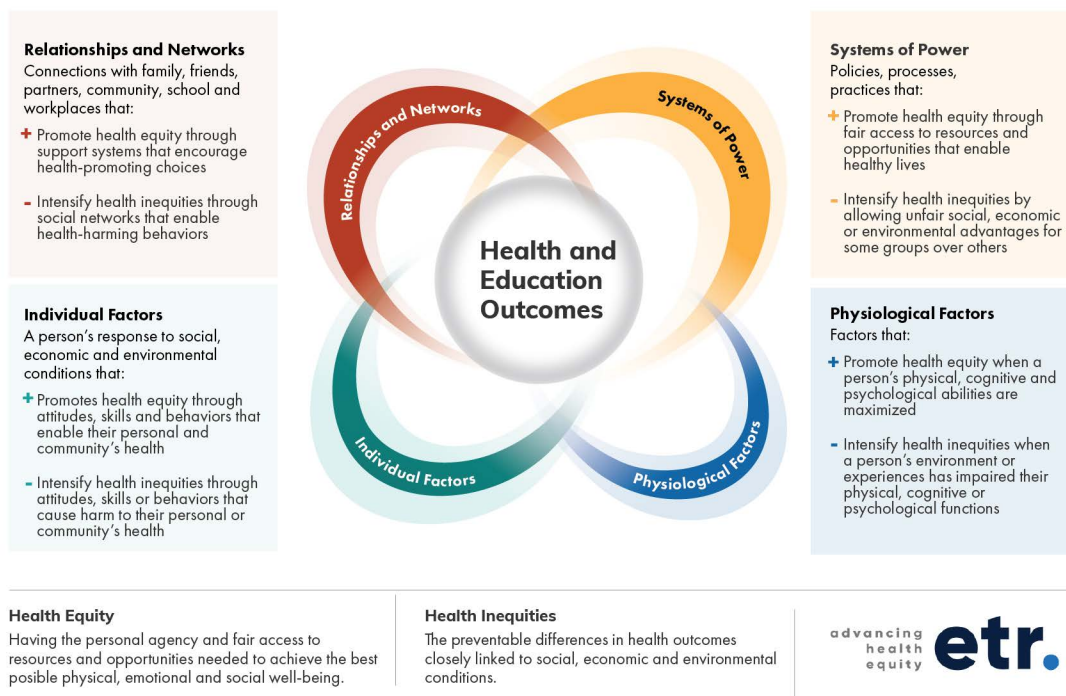 Relationships and Networks
Connections with family, friends,
partners, community, school and
workplaces that:
+ Promote health equity through
support systems that encourage
health-promoting choices
- Intensify health inequities through
social networks that enable
health-harming behaviors
Individual Factors
A person's response to social,
economic and environmental
conditions that:
+ Promotes health equity through
attitudes, skills and behaviors that
enable their personal and
community's health
- Intensify health inequities through
attitudes, skills or behaviors that
cause harm to their personal or
community's health
Relationships and Networks
Systems of Power
Health and
Education
Outcomes
Individual Factors
Physiological Factors
Systems of Power
Policies, processes,
practices that:
+ Promote health equity through
fair access to resources and
opportunities that enable
healthy lives
- Intensify health inequities by
allowing unfair social, economic
or environmental advantages for
some groups over others
Physiological Factors
Factors that:
+ Promote health equity when a
person's physical, cognitive and
psychological abilities are
maximized
- Intensify health inequities when
a person's environment or
experiences has impaired their
physical, cognitive or
psychological functions
Health Equity
Having the personal agency and fair access to
resources and opportunities needed to achieve the best
posible physical, emotional and social well-being.
Health Inequities
The preventable differences in health outcomes
closely linked to social, economic and environmental
conditions.
advancing
health
equity
etr.